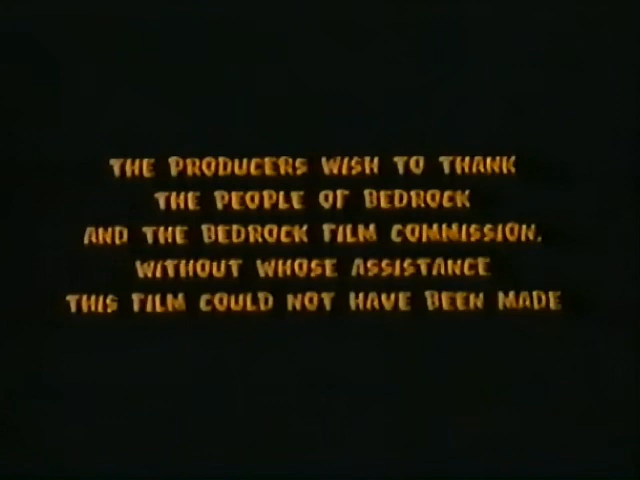 THE PRODUCERS WISH TO THANK
THE PEOPLE OF BEDROCK
AND THE BEDROCK FILM COMMISSION,
WITHOUT WHOSE ASSISTANCE
THIS FILM COULD NOT HAVE BEEN MADE